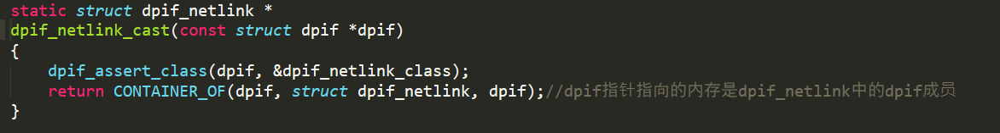 static struct dpif_netlink *
dpif_netlink_cast(const struct dpif *dpif)
{
    dpif_assert_class(dpif, &dpif_netlink_class);
    return CONTAINER_OF(dpif, struct dpif_netlink, dpif);//dpif指针指向的内存是dpif_netlink中的dpif成员
}